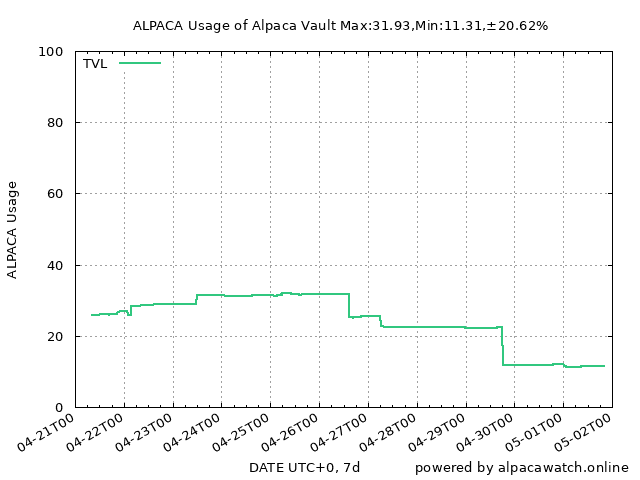 ALPACA Usage of Alpaca Vault Max:31.93,Min:11.31,±20.62%
TVL
100
80
60
40
20
0
ALPACA Usage
04-21T00
04-22T00
04-23T00
04-24T00
04-25T00
04-26T00
04-27T00
04-28T00
04-29T00
04-30T00
05-01T00
05-02T00
DATE UTC+0, 7d
powered by alpacawatch.online